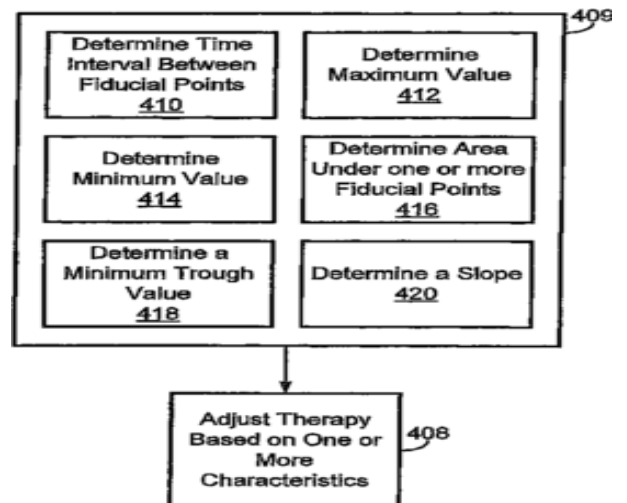 409
Determine Time
Interval Between
Fiducial Points
410
Determine
Maximum Value
412
Determine
Minimum Value
414
Determine Area
Under one or more
Fiducial Points
416
Determine a
Minimum Trough
Value
418
Determine a Slope
420
Adjust Therapy
Based on One or
More
Characteristics
408